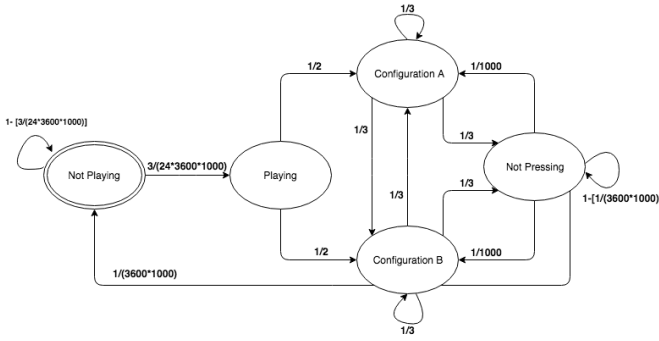 1/3
1/2
Configuration A
1/1000
1- [3/(24*3600*1000)]
1/3
1/3
3/(24*3600*1000)
Not Pressing
Not Playing
Playing
1/3
1/3
1-[1/(3600*1000)
1/2
Configuration B
1/1000
1/(3600*1000)
1/3